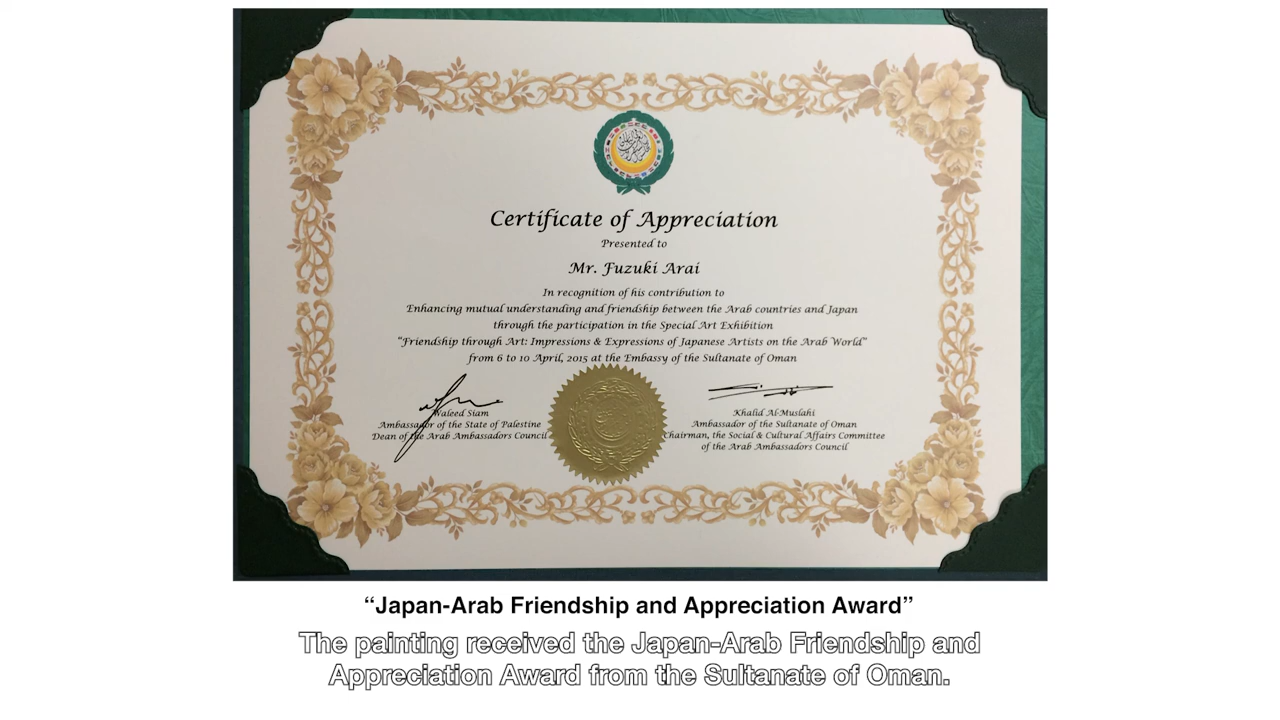 Certificate of Appreciation
Presented to
Mr. Fuzuki Arai
In recognition of his contribution to
Enhancing mutual understanding and friendship between the Arab countries and Japan
through the participation in the Special Art Exhibition
"Friendship through Art: Impressions & Expressions of Japanese Artists on the Arab World"
from 6 to 10 April, 2015 at the Embassy of the Sultanate of Oman
Waleed Siam
Ambassador of the State of Palestine
Dean of the Arab Ambassadors Council
Khalid Al-Muslahi
Ambassador of the Sultanate of Oman
Chairman, the Social & Cultural Affairs Committee
of the Arab Ambassadors Council
“Japan-Arab Friendship and Appreciation Award”
The painting received the Japan-Arab Friendship and
Appreciation Award from the Sultanate of Oman.